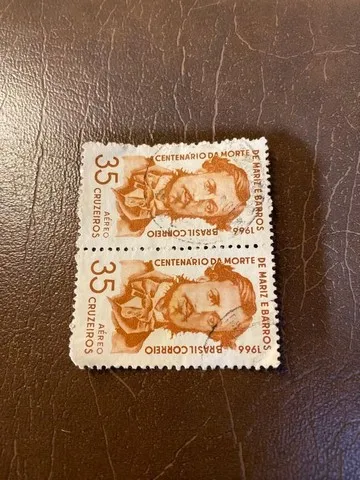 CENTENARIO DA MORTE
DE MARIZ E BARROS
35
CRUZEIROS
AÉREO
BRASIL CORREIO
1966
CENTENARIO DA MORTE
DE MARIZ E BARROS
35
CRUZEIROS
AÉREO
BRASIL CORREIO
1966